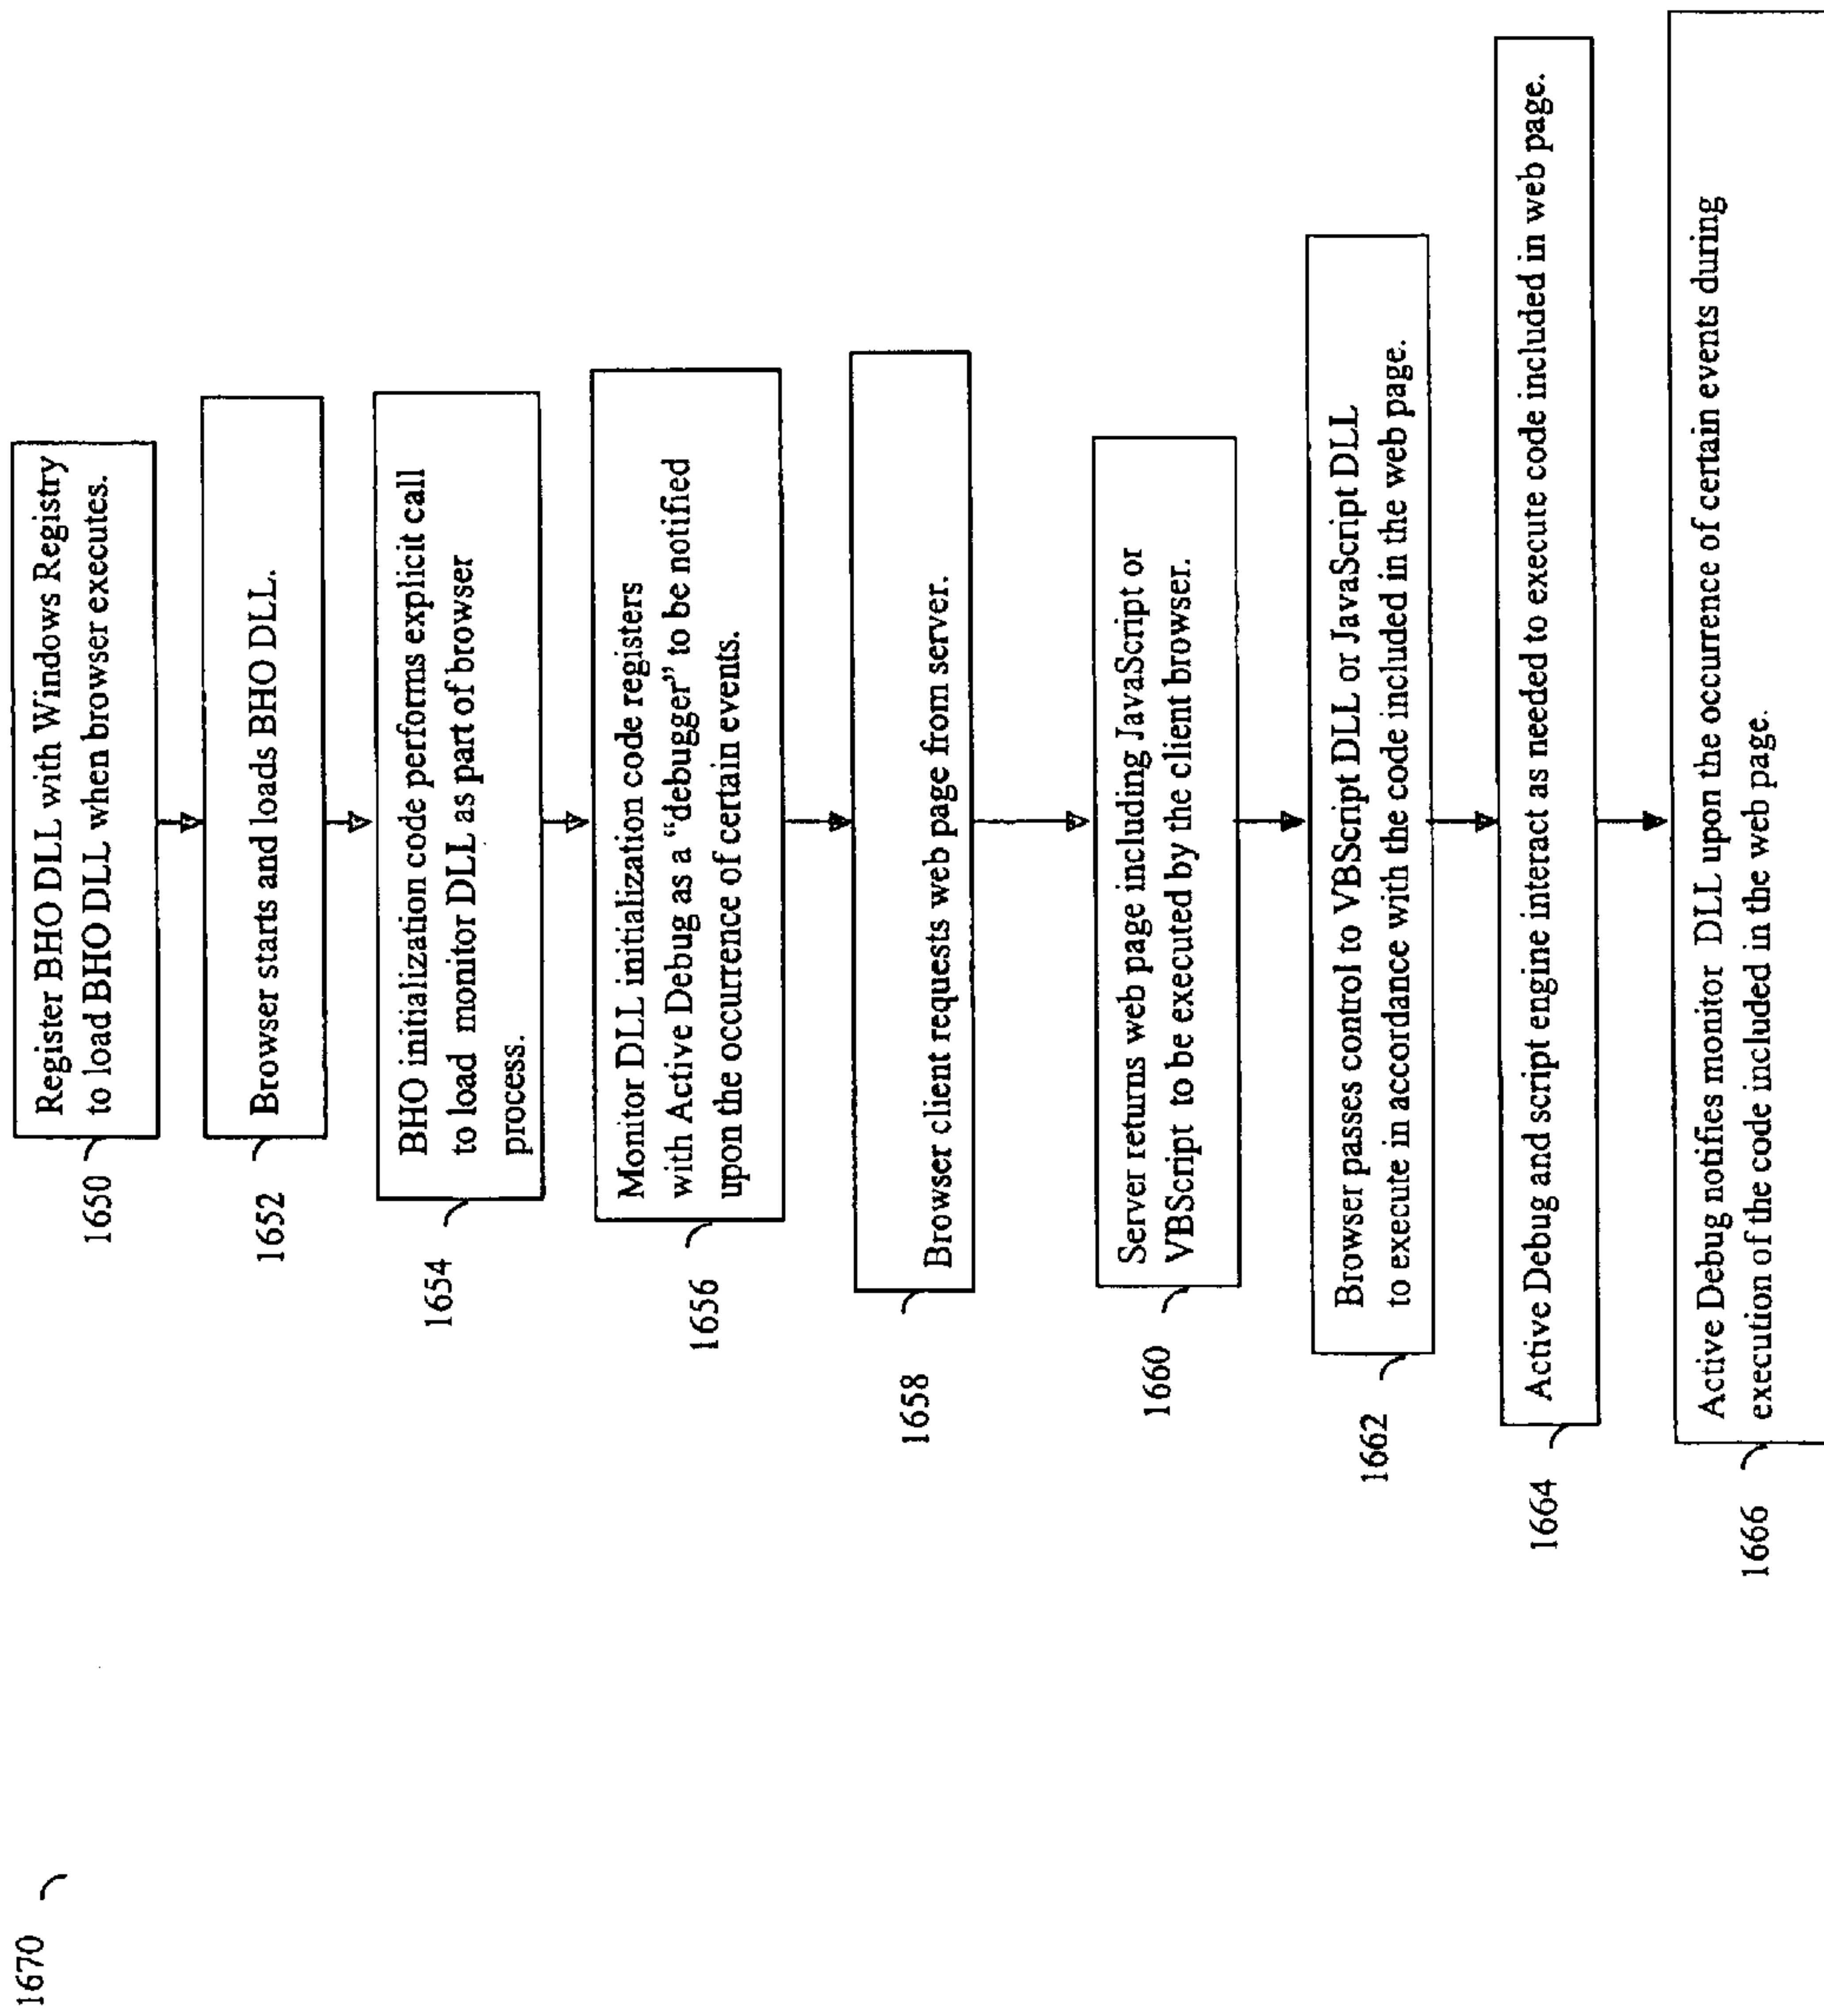 1670
1650
Register BHO DLL with Windows Registry
to load BHO DLL when browser executes.
1652
Browser starts and loads BHO DLL.
1654
BHO initialization code performs explicit call
to load monitor DLL as part of browser
process.
1656
Monitor DLL initialization code registers
with Active Debug as a “debugger” to be notified
upon the occurrence of certain events.
1658
Browser client requests web page from server.
1660
Server returns web page including JavaScript or
VBScript to be executed by the client browser.
1662
Browser passes control to VBScript DLL or JavaScript DLL
to execute in accordance with the code included in the web page.
1664
Active Debug and script engine interact as needed to execute code included in web page.
1666
Active Debug notifies monitor DLL upon the occurrence of certain events during
execution of the code included in the web page.